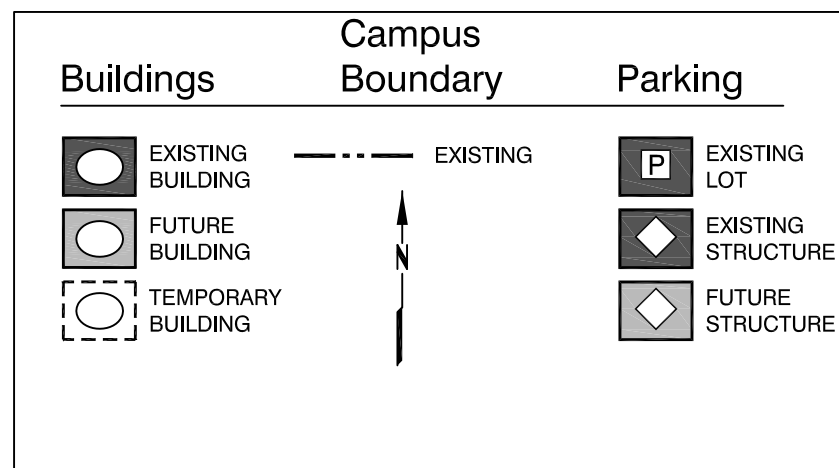 Campus
Buildings Boundary Parking
EXISTING
BUILDING
FUTURE
BUILDING
TEMPORARY
BUILDING
EXISTING
N
P
EXISTING
LOT
EXISTING
STRUCTURE
FUTURE
STRUCTURE